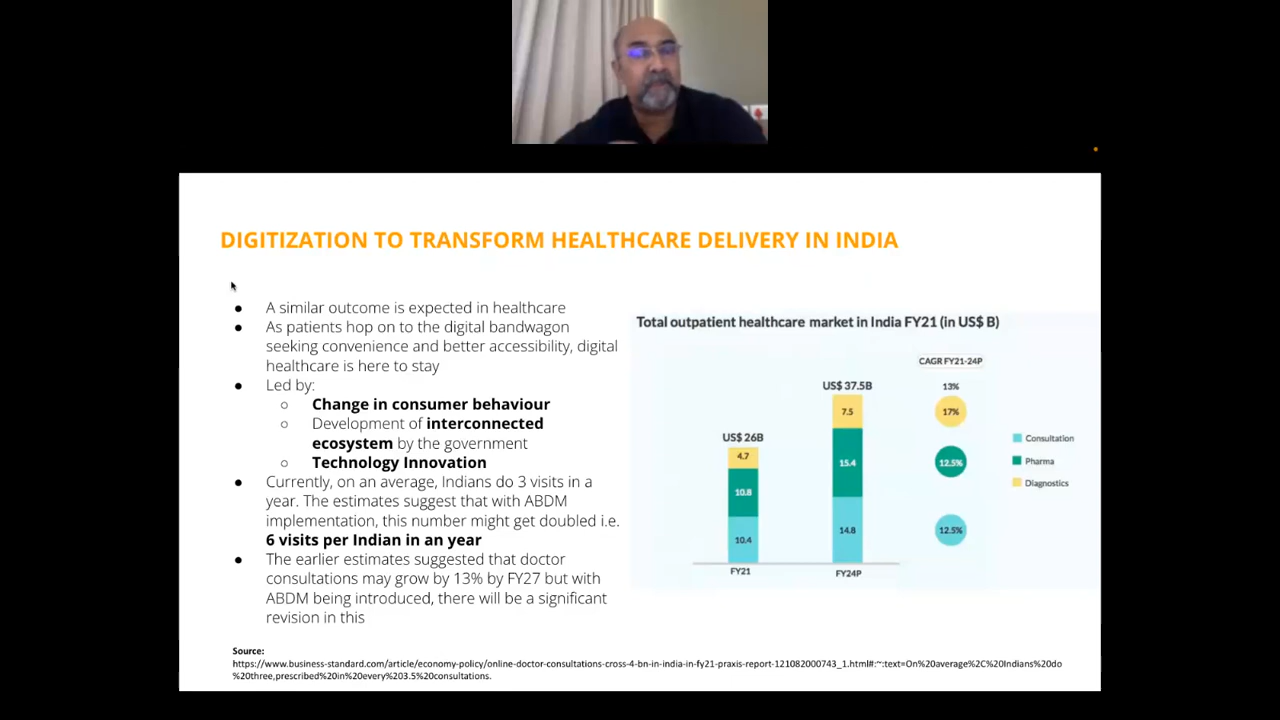 DIGITIZATION TO TRANSFORM HEALTHCARE DELIVERY IN INDIA
● A similar outcome is expected in healthcare
● As patients hop on to the digital bandwagon
seeking convenience and better accessibility, digital
healthcare is here to stay
● Led by:
○ Change in consumer behaviour
○ Development of interconnected
ecosystem by the government
○ Technology Innovation
● Currently, on an average, Indians do 3 visits in a
year. The estimates suggest that with ABDM
implementation, this number might get doubled i.e.
6 visits per Indian in an year
● The earlier estimates suggested that doctor
consultations may grow by 13% by FY27 but with
ABDM being introduced, there will be a significant
revision in this
Total outpatient healthcare market in India FY21 (in US$ B)
CAGR FY21-24P
US$ 37.5B
13%
7.5
17%
US$ 26B
4.7
15.4
12.5%
10.8
14.8
12.5%
10.4
FY21
FY24P
Consultation
Pharma
Diagnostics
Source:
https://www.business-standard.com/article/economy-policy/online-doctor-consultations-cross-4-bn-in-india-in-fy21-praxis-report-121082000743_1.html#:~:text=On%20average%2C%20Indians%20do
%20three,prescribed%20in%20every%203.5%20consultations.